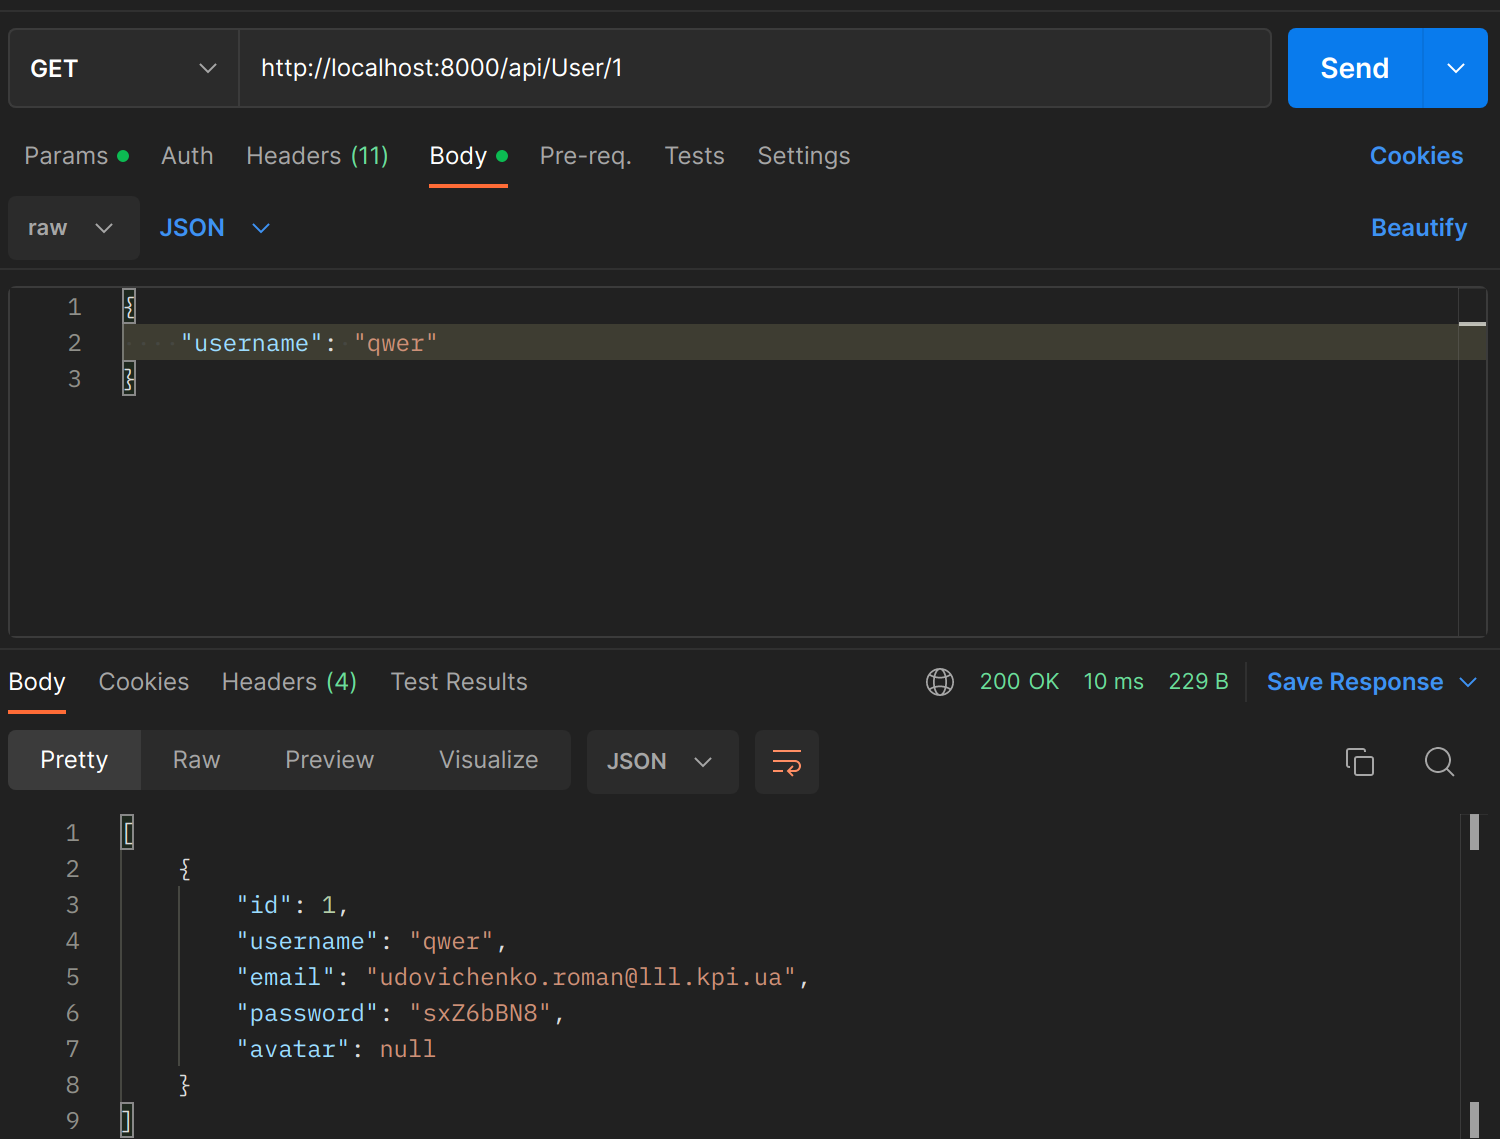 GET http://localhost:8000/api/User/1 Send
Params Auth Headers (11) Body Pre-req. Tests Settings Cookies
raw JSON Beautify
1 {
2 "username": "qwer"
3 }
Body Cookies Headers (4) Test Results 200 OK 10 ms 229 B Save Response
Pretty Raw Preview Visualize JSON
1 [
2 {
3 "id": 1,
4 "username": "qwer",
5 "email": "udovichenko.roman@lll.kpi.ua",
6 "password": "sxZ6bBN8",
7 "avatar": null
8 }
9 ]